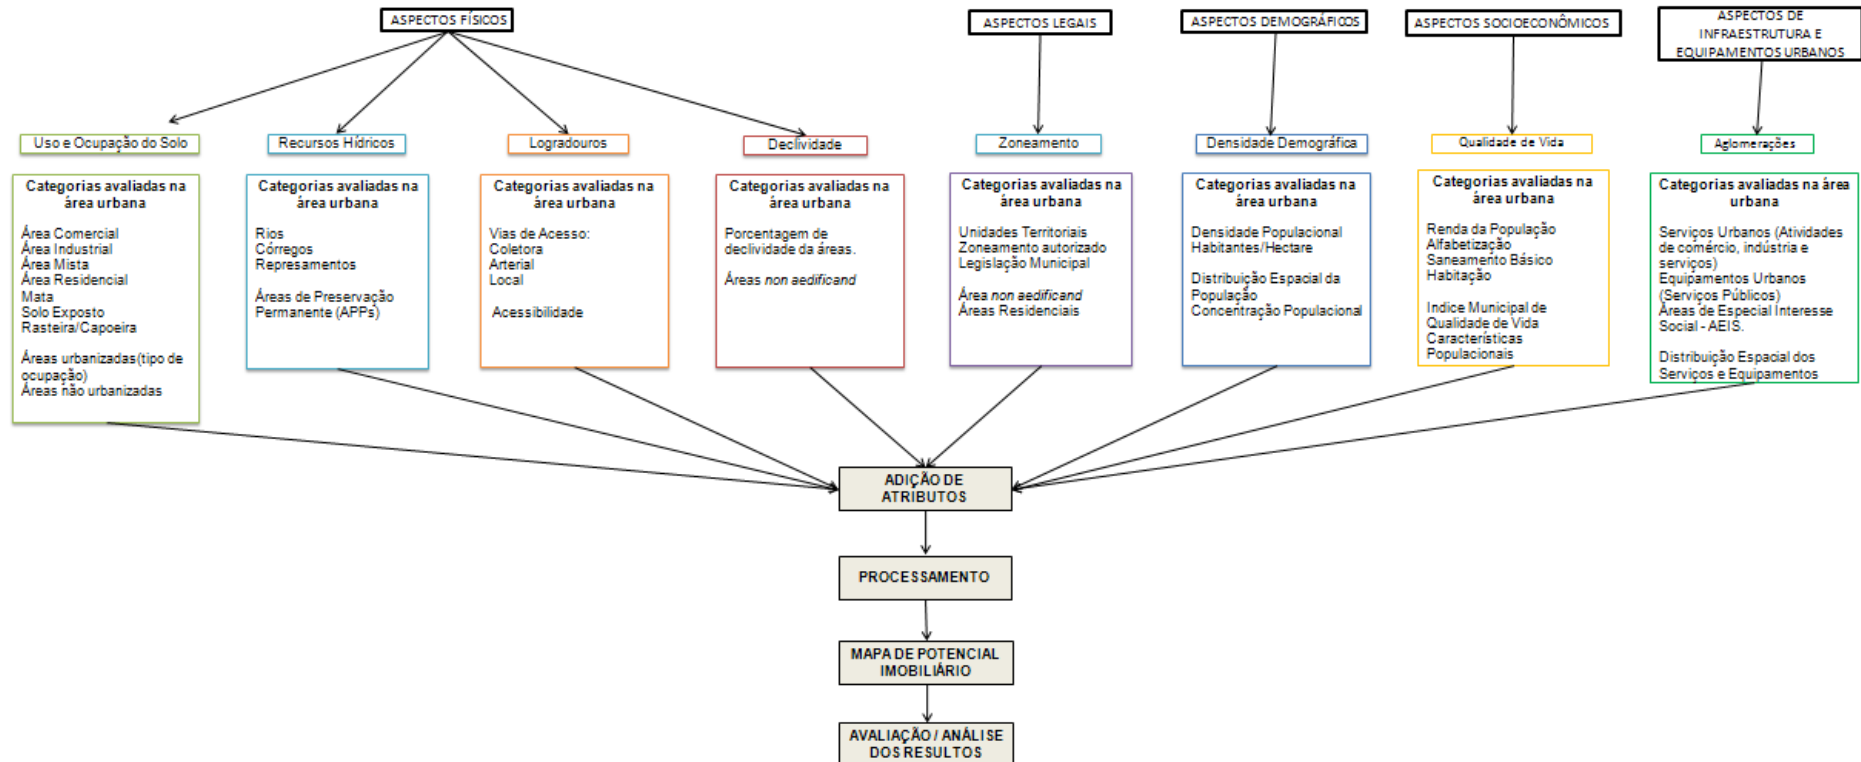 ASPECTOS FÍSICOS
ASPECTOS LEGAIS
ASPECTOS DEMOGRÁFICOS
ASPECTOS SOCIOECONÔMICOS
ASPECTOS DE
INFRAESTRUTURA E
EQUIPAMENTOS URBANOS
Uso e Ocupação do Solo
Recursos Hídricos
Logradouros
Declividade
Zoneamento
Densidade Demográfica
Qualidade de Vida
Aglomerações
Categorias avaliadas na
área urbana
Área Comercial
Área Industrial
Área Mista
Área Residencial
Mata
Solo Exposto
Rasteira/Capoeira
Áreas urbanizadas(tipo de
ocupação)
Áreas não urbanizadas
Categorias avaliadas na
área urbana
Rios
Córregos
Represamentos
Áreas de Preservação
Permanente (APPs)
Categorias avaliadas na
área urbana
Vias de Acesso:
Coletora
Arterial
Local
Acessibilidade
Categorias avaliadas na
área urbana
Porcentagem de
declividade da áreas.
Áreas non aedificand
Categorias avaliadas na
área urbana
Unidades Territoriais
Zoneamento autorizado
Legislação Municipal
Área non aedificand
Áreas Residenciais
Categorias avaliadas na
área urbana
Densidade Populacional
Habitantes/Hectare
Distribuição Espacial da
População
Concentração Populacional
Categorias avaliadas na
área urbana
Renda da População
Alfabetização
Saneamento Básico
Habitação
Indice Municipal de
Qualidade de Vida
Características
Populacionais
Categorias avaliadas na área
urbana
Serviços Urbanos (Atividades
de comércio, indústria e
serviços)
Equipamentos Urbanos
(Serviços Públicos)
Áreas de Especial Interesse
Social - AEIS.
Distribuição Espacial dos
Serviços e Equipamentos
ADIÇÃO DE
ATRIBUTOS
PROCESSAMENTO
MAPA DE POTENCIAL
IMOBILIÁRIO
AVALIAÇÃO / ANÁLISE
DOS RESULTOS